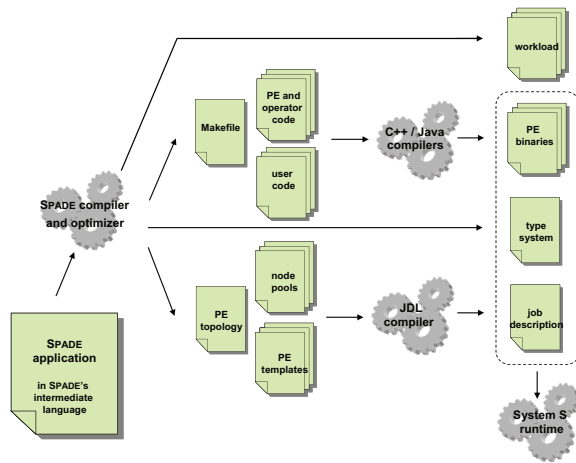 workload
PE and
operator
code
Makefile
C++ / Java
compilers
PE
binaries
user
code
SPADE compiler
and optimizer
type
system
node
pools
PE
topology
JDL
compiler
job
description
PE
templates
SPADE
application
in SPADE's
intermediate
language
System S
runtime